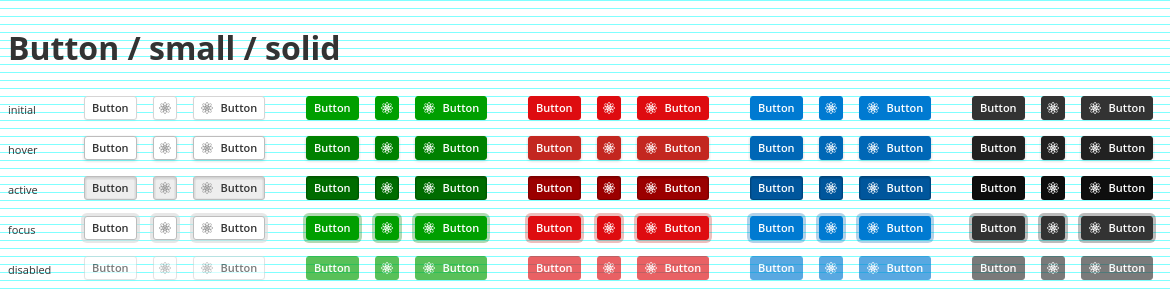 Button / small / solid
initial Button Button Button Button Button Button Button Button Button Button
hover Button Button Button Button Button Button Button Button Button Button
active Button Button Button Button Button Button Button Button Button Button
focus Button Button Button Button Button Button Button Button Button Button
disabled Button Button Button Button Button Button Button Button Button Button